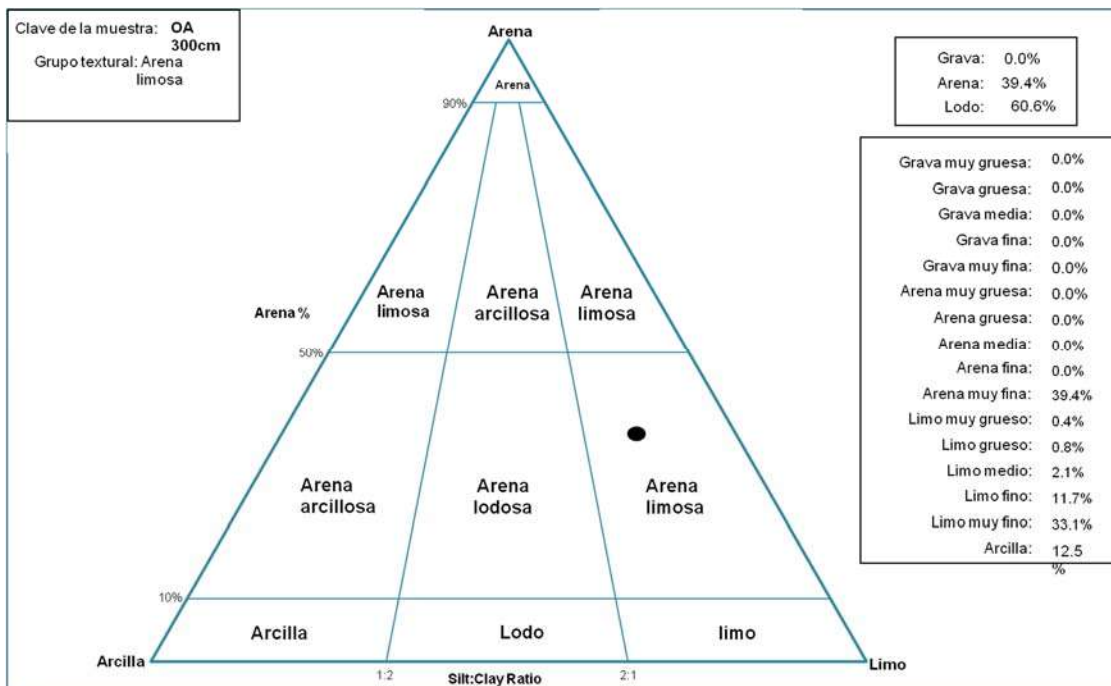 Clave de la muestra: OA
300cm
Grupo textural: Arena
limosa
Arena
Arena
90%
Arena
limosa
Arena
arcillosa
Arena
limosa
Arena %
50%
Arena
arcillosa
Arena
lodosa
Arena
limosa
10%
Arcilla
Lodo
limo
Arcilla
1:2
Silt:Clay Ratio
2:1
Limo
Grava: 0.0%
Arena: 39.4%
Lodo: 60.6%
Grava muy gruesa: 0.0%
Grava gruesa: 0.0%
Grava media: 0.0%
Grava fina: 0.0%
Grava muy fina: 0.0%
Arena muy gruesa: 0.0%
Arena gruesa: 0.0%
Arena media: 0.0%
Arena fina: 0.0%
Arena muy fina: 39.4%
Limo muy grueso: 0.4%
Limo grueso: 0.8%
Limo medio: 2.1%
Limo fino: 11.7%
Limo muy fino: 33.1%
Arcilla: 12.5
%